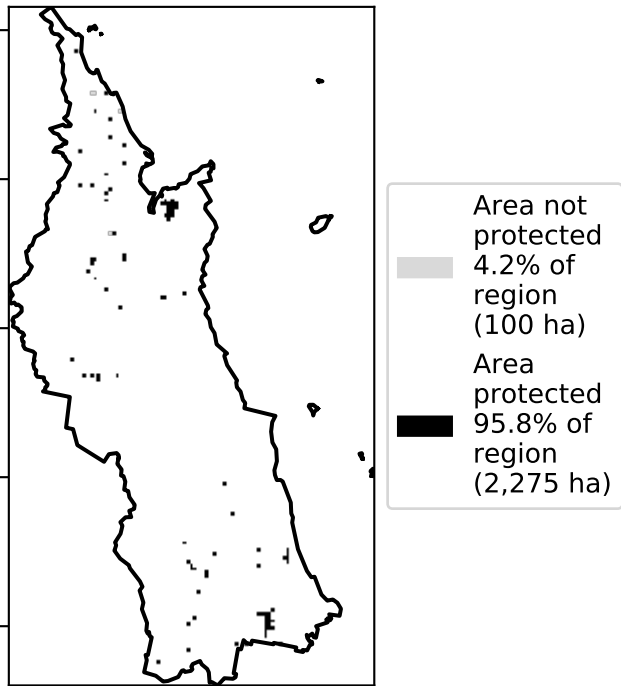 Area not
protected
4.2% of
region
(100 ha)
Area
protected
95.8% of
region
(2,275 ha)